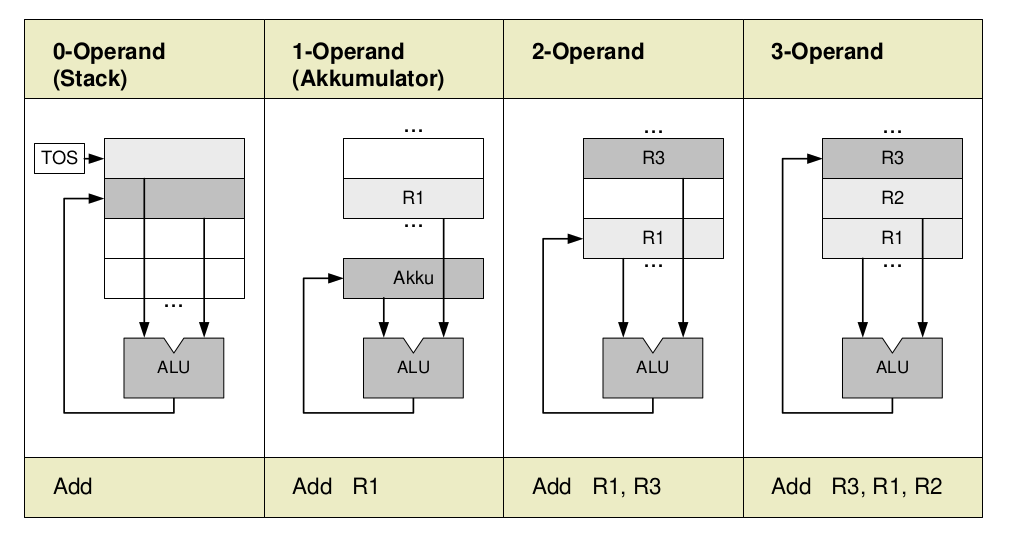 0-Operand
(Stack)
1-Operand
(Akkumulator)
2-Operand
3-Operand
TOS
...
ALU
...
R1
...
Akku
ALU
...
R3
R1
...
ALU
...
R3
R2
R1
...
ALU
Add
Add R1
Add R1, R3
Add R3, R1, R2